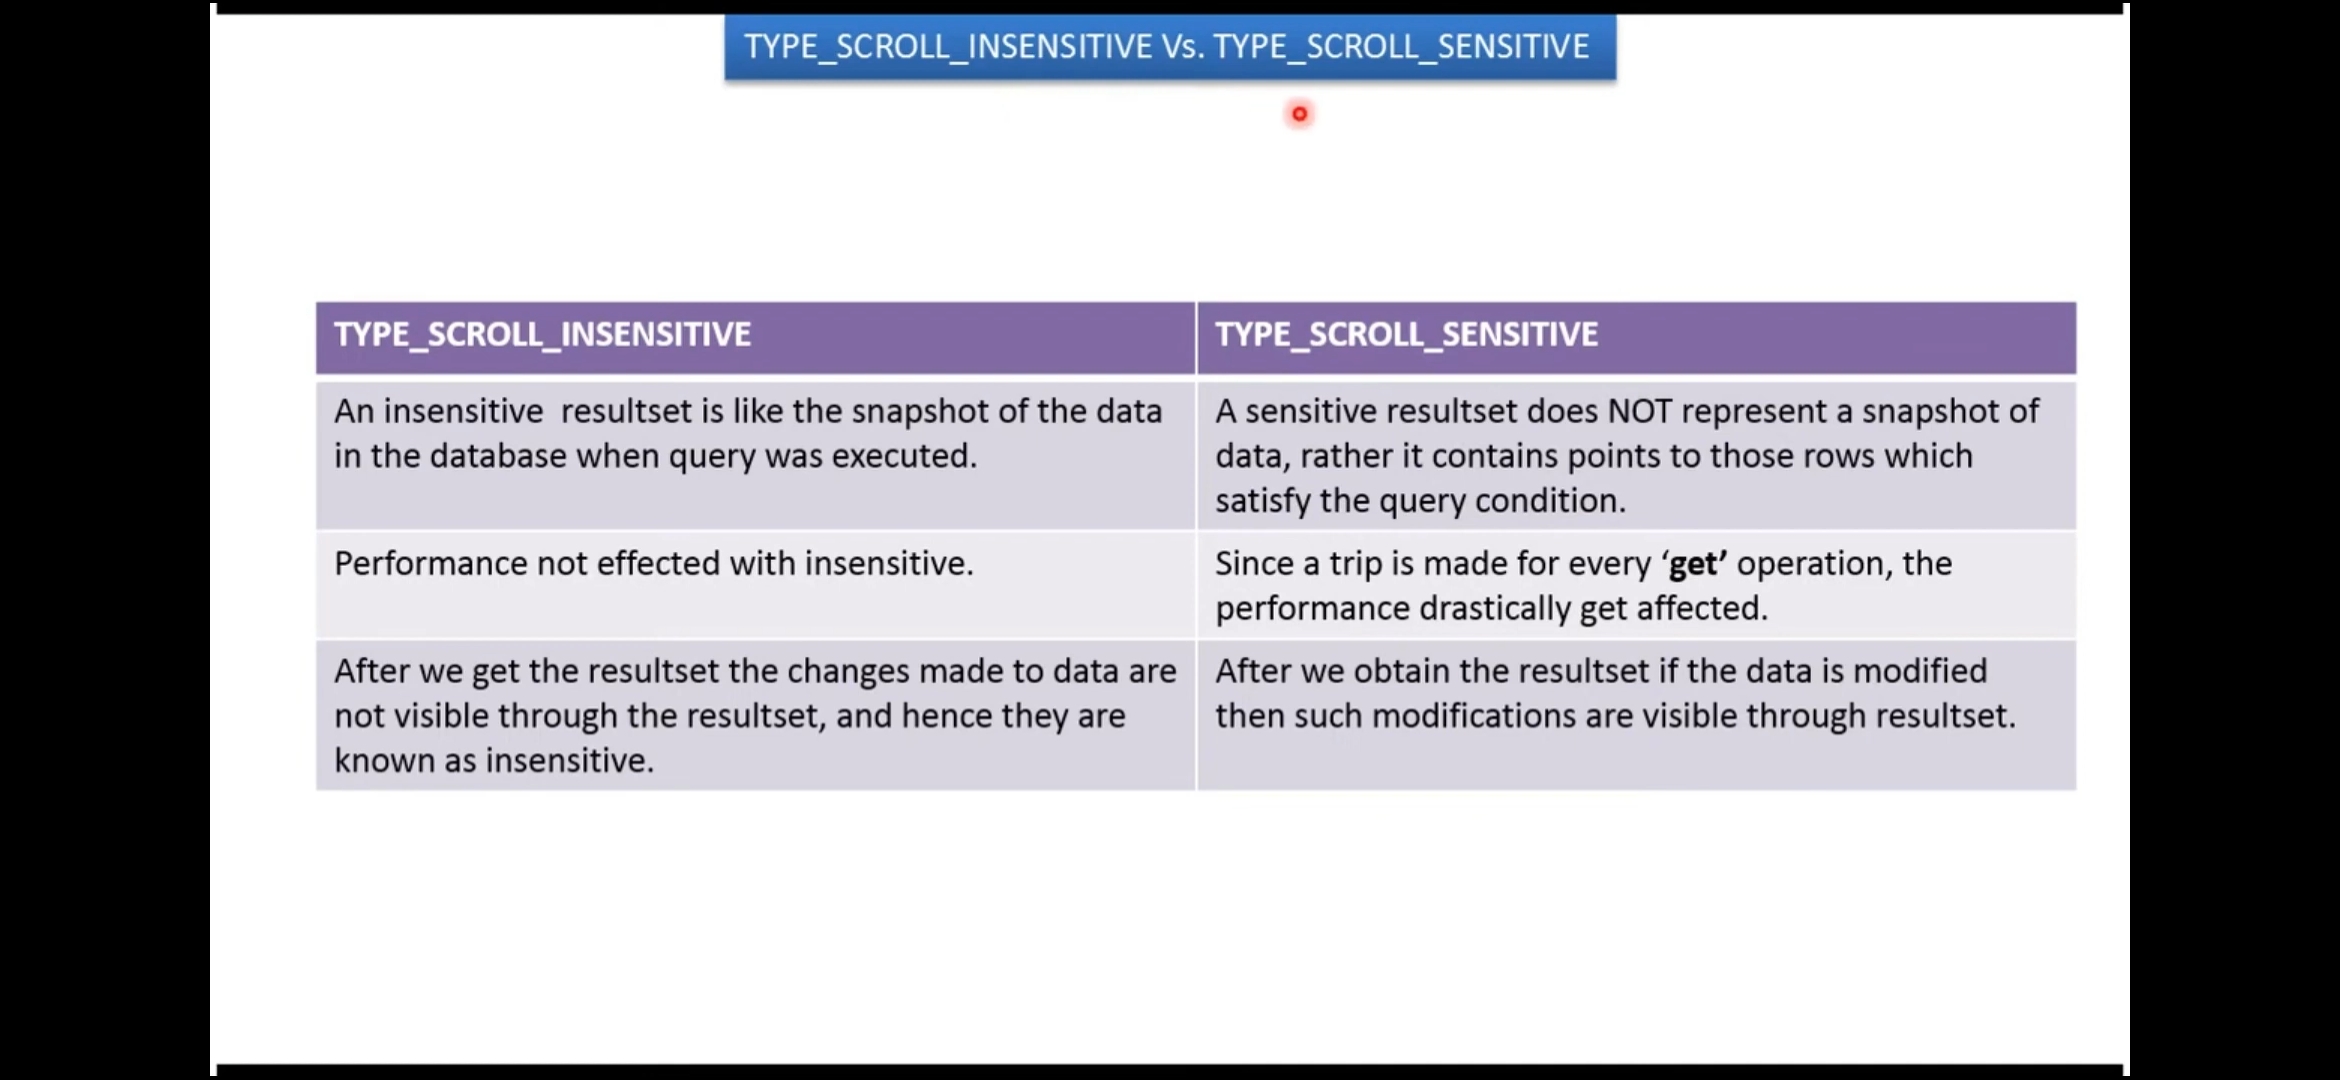 TYPE_SCROLL_INSENSITIVE Vs. TYPE_SCROLL_SENSITIVE
TYPE_SCROLL_INSENSITIVE
TYPE_SCROLL_SENSITIVE
An insensitive resultset is like the snapshot of the data
in the database when query was executed.
A sensitive resultset does NOT represent a snapshot of
data, rather it contains points to those rows which
satisfy the query condition.
Performance not effected with insensitive.
Since a trip is made for every ‘get’ operation, the
performance drastically get affected.
After we get the resultset the changes made to data are
not visible through the resultset, and hence they are
known as insensitive.
After we obtain the resultset if the data is modified
then such modifications are visible through resultset.